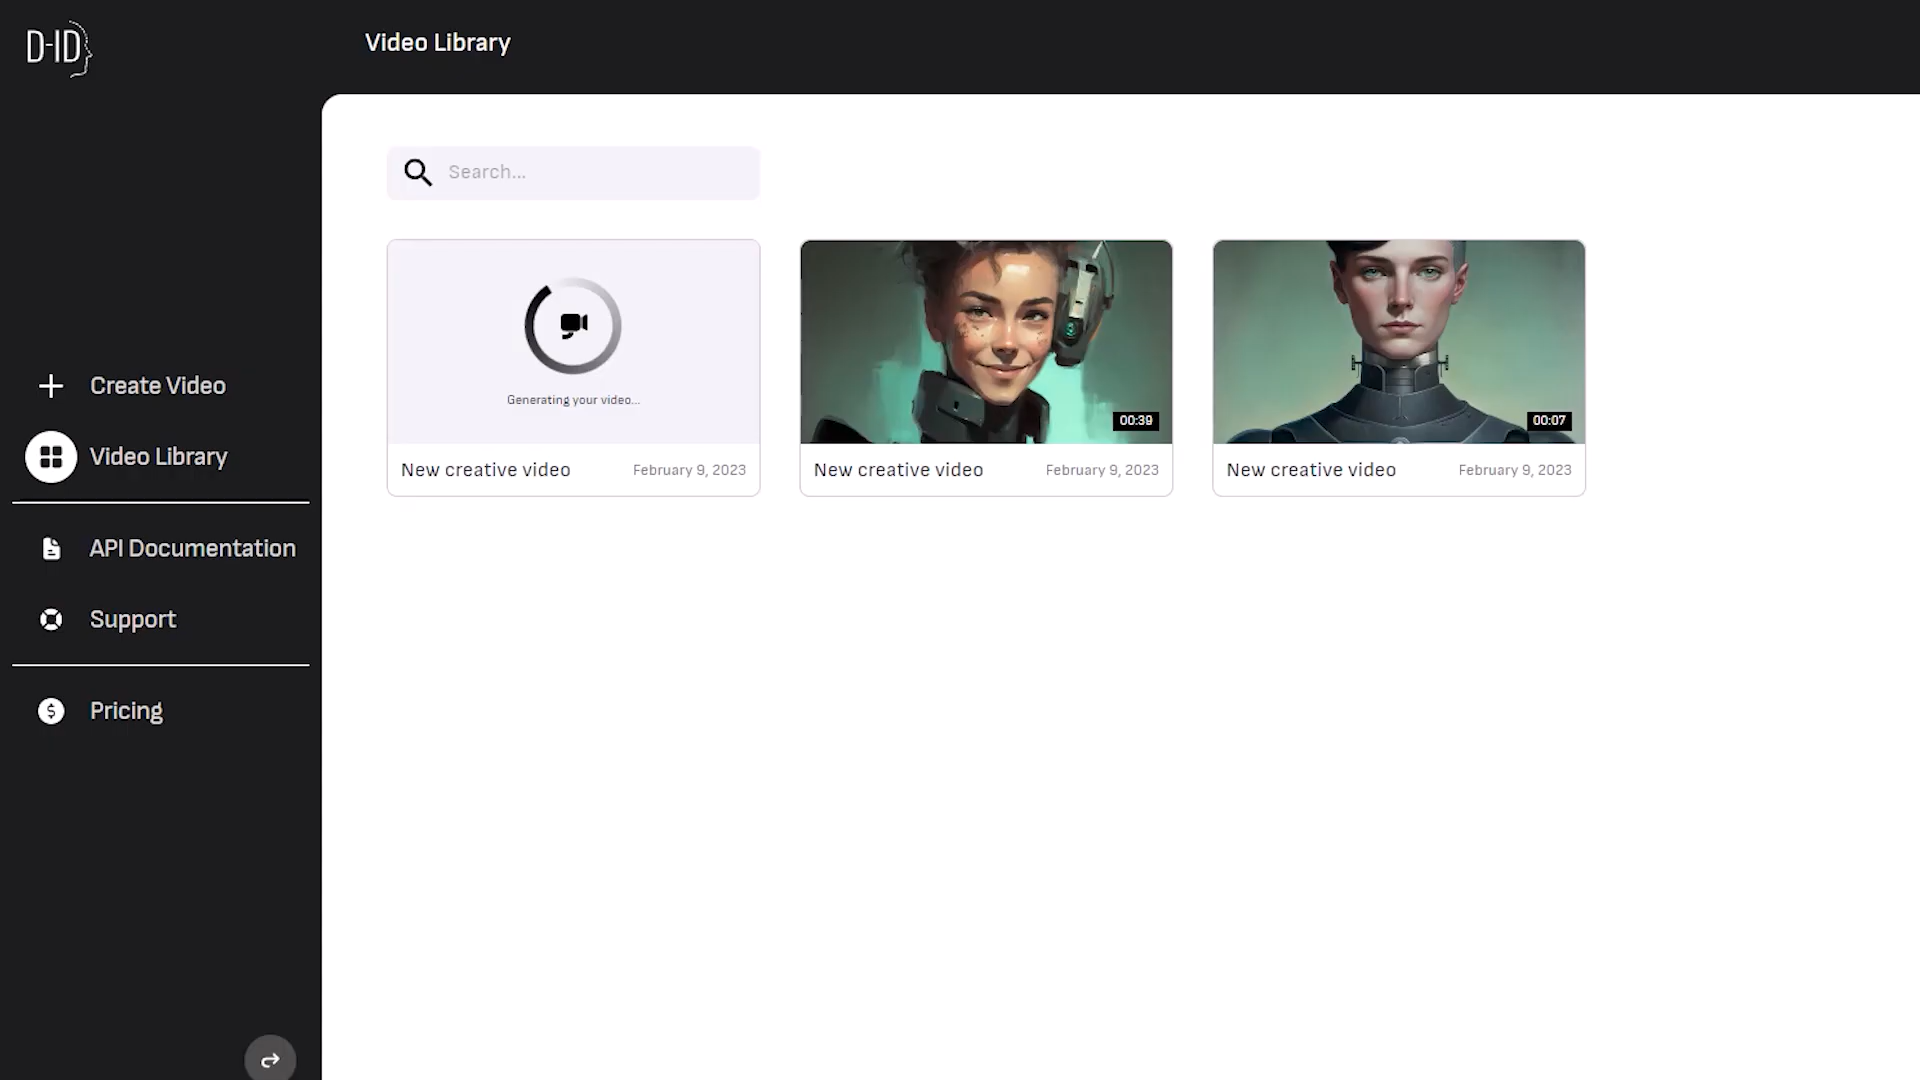 D-ID
Video Library
Search...
Generating your video...
00:39
00:07
New creative video February 9, 2023
New creative video February 9, 2023
New creative video February 9, 2023
Create Video
Video Library
API Documentation
Support
$ Pricing